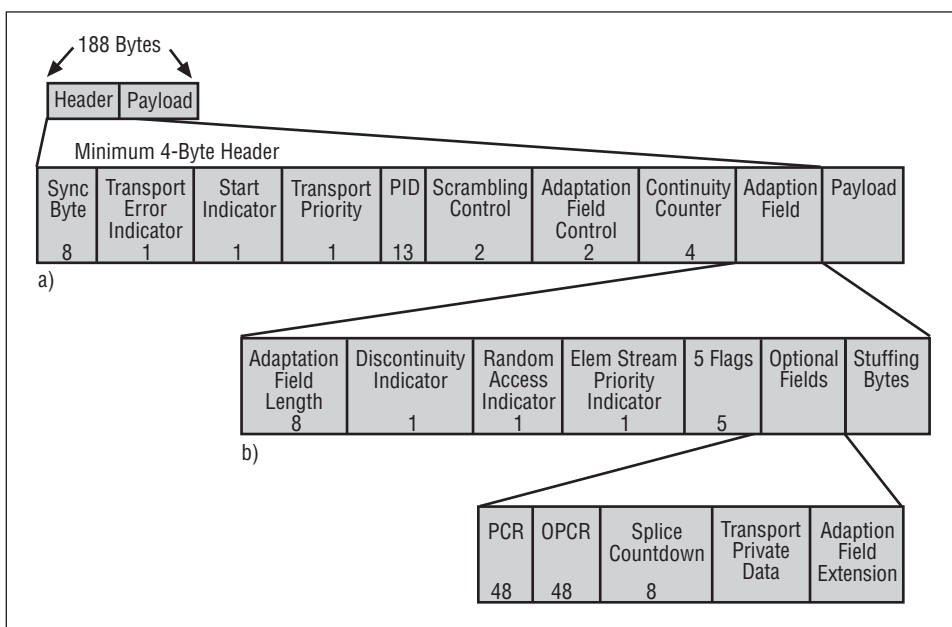 188 Bytes
Header Payload
Minimum 4-Byte Header
Sync Byte 8
Transport Error Indicator 1
Start Indicator 1
Transport Priority 1
PID 13
Scrambling Control 2
Adaptation Field Control 2
Continuity Counter 4
Adaption Field
Payload
a)
Adaptation Field Length 8
Discontinuity Indicator 1
Random Access Indicator 1
Elem Stream Priority Indicator 1
5 Flags 5
Optional Fields
Stuffing Bytes
b)
PCR 48
OPCR 48
Splice Countdown 8
Transport Private Data
Adaption Field Extension